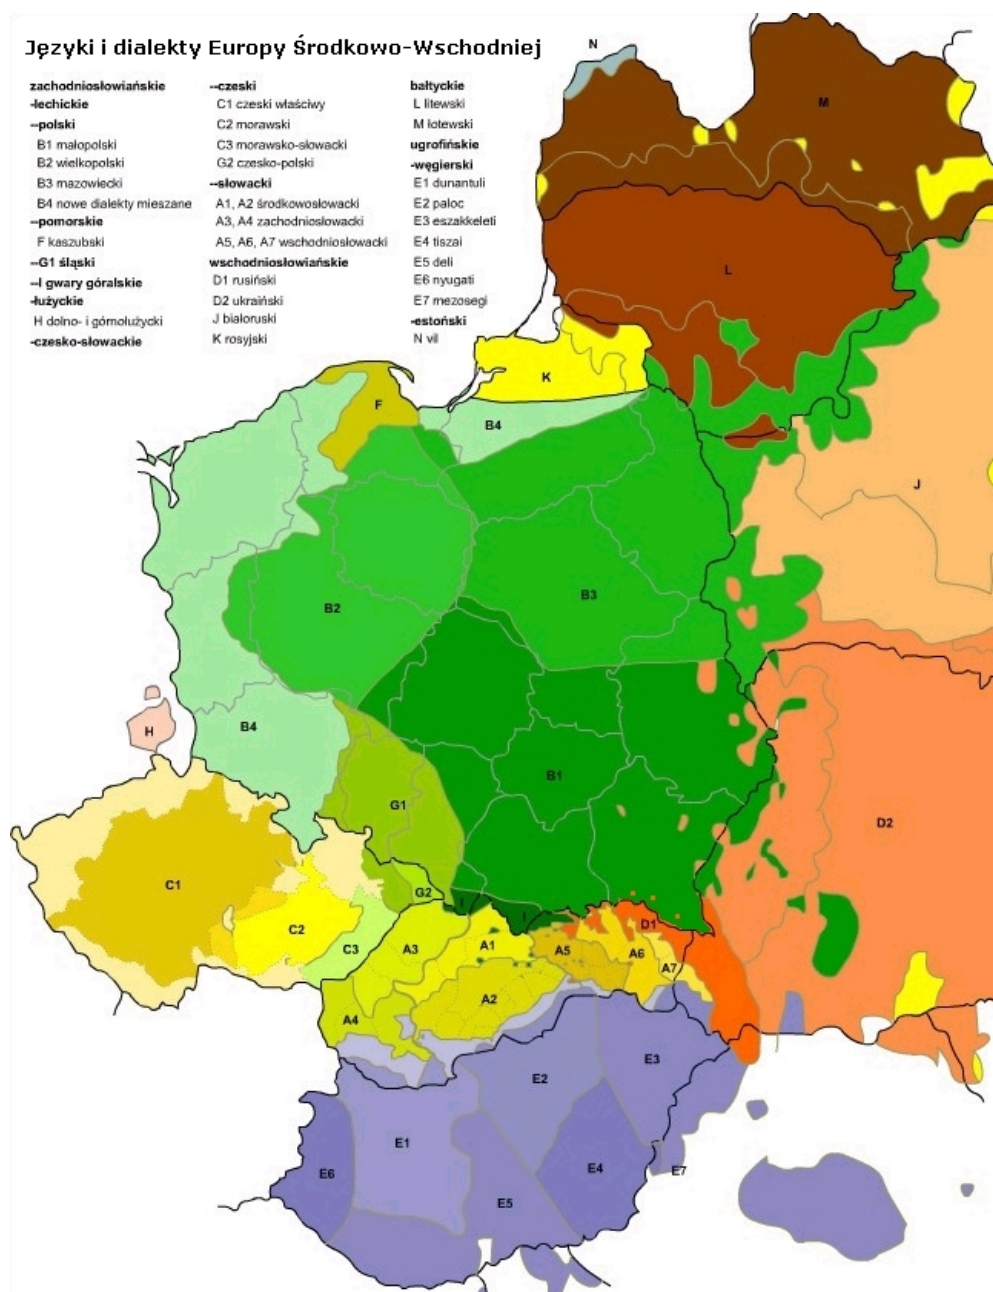 Języki i dialekty Europy Środkowo-Wschodniej
zachodniosłowiańskie
-lechickie
--polski
B1 małopolski
B2 wielkopolski
B3 mazowiecki
B4 nowe dialekty mieszane
--pomorskie
F kaszubski
--G1 śląski
--I gwary góralskie
-łużyckie
H dolno- i górnołużycki
-czesko-słowackie
--czeski
C1 czeski właściwy
C2 morawski
C3 morawsko-słowacki
G2 czesko-polski
--słowacki
A1, A2 środkowosłowacki
A3, A4 zachodniosłowacki
A5, A6, A7 wschodniosłowacki
wschodniosłowiańskie
D1 rusiński
D2 ukraiński
J białoruski
K rosyjski
bałtyckie
L litewski
M łotewski
ugrofińskie
-węgierski
E1 dunantuli
E2 paloc
E3 eszakkeleti
E4 tiszai
E5 deli
E6 nyugati
E7 mezosegi
-estoński
N vil
N
M
L
K
F
B4
J
B2
B3
H
B4
B1
G1
D2
C1
G2
I
I
C2
C3
A3
A1
A5
D1
A6
A7
A4
A2
E3
E2
E1
E6
E4
E7
E5